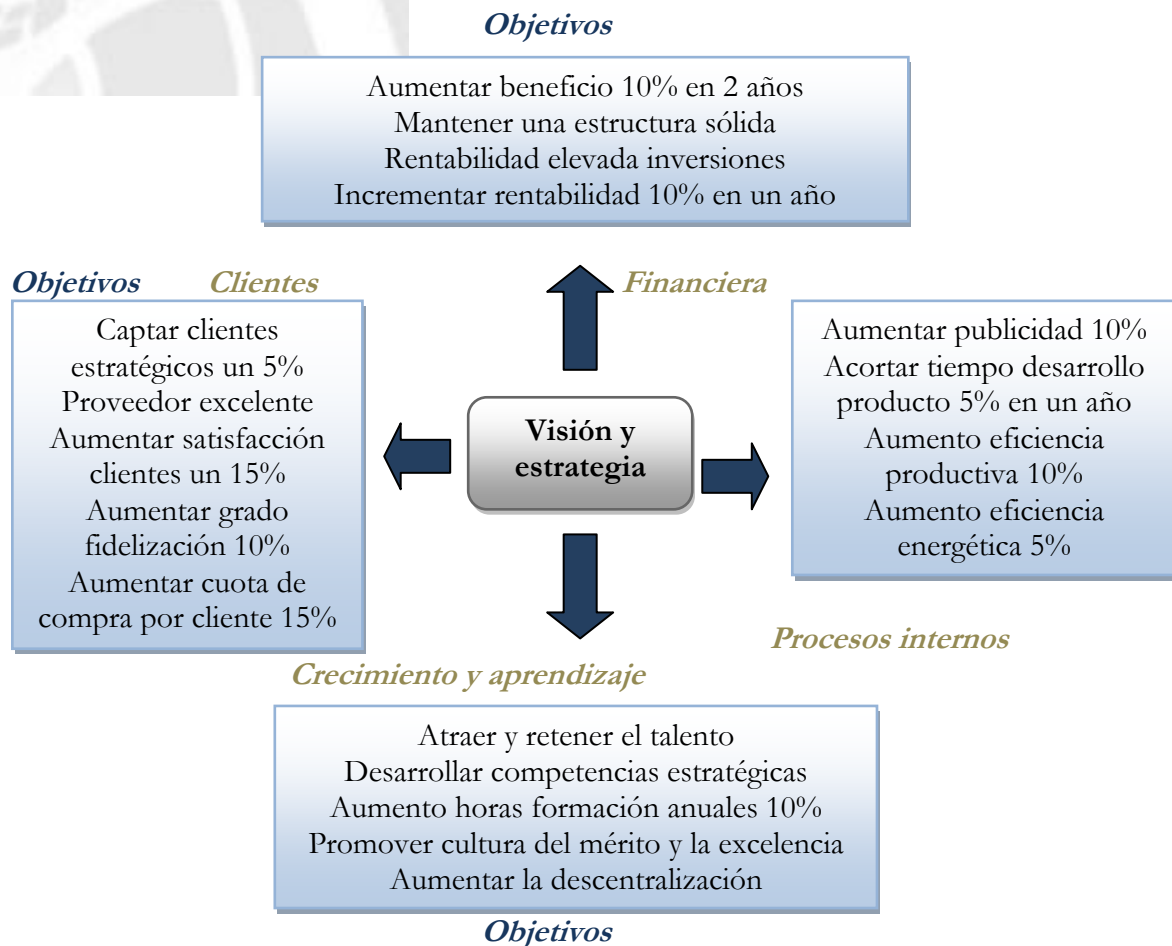 Objetivos
Aumentar beneficio 10% en 2 años
Mantener una estructura sólida
Rentabilidad elevada inversiones
Incrementar rentabilidad 10% en un año
Objetivos
Clientes
Financiera
Captar clientes
estratégicos un 5%
Proveedor excelente
Aumentar satisfacción
clientes un 15%
Aumentar grado
fidelización 10%
Aumentar cuota de
compra por cliente 15%
Visión y
estrategia
Aumentar publicidad 10%
Acortar tiempo desarrollo
producto 5% en un año
Aumento eficiencia
productiva 10%
Aumento eficiencia
energética 5%
Procesos internos
Crecimiento y aprendizaje
Atraer y retener el talento
Desarrollar competencias estratégicas
Aumento horas formación anuales 10%
Promover cultura del mérito y la excelencia
Aumentar la descentralización
Objetivos